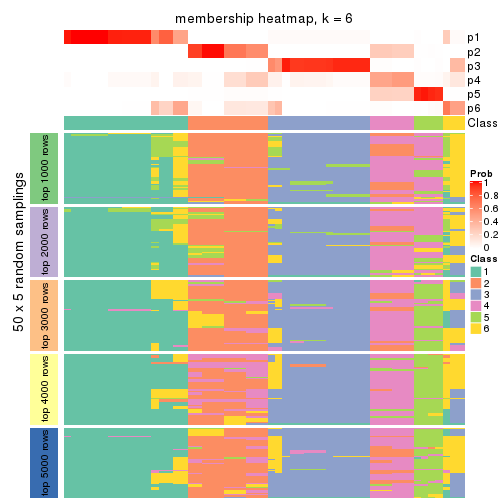 membership heatmap, k = 6
p1
p2
p3
p4
p5
p6
Class
50 x 5 random samplings
top 1000 rows
top 2000 rows
top 3000 rows
top 4000 rows
top 5000 rows
Prob
1
0.8
0.6
0.4
0.2
0
Class
1
2
3
4
5
6